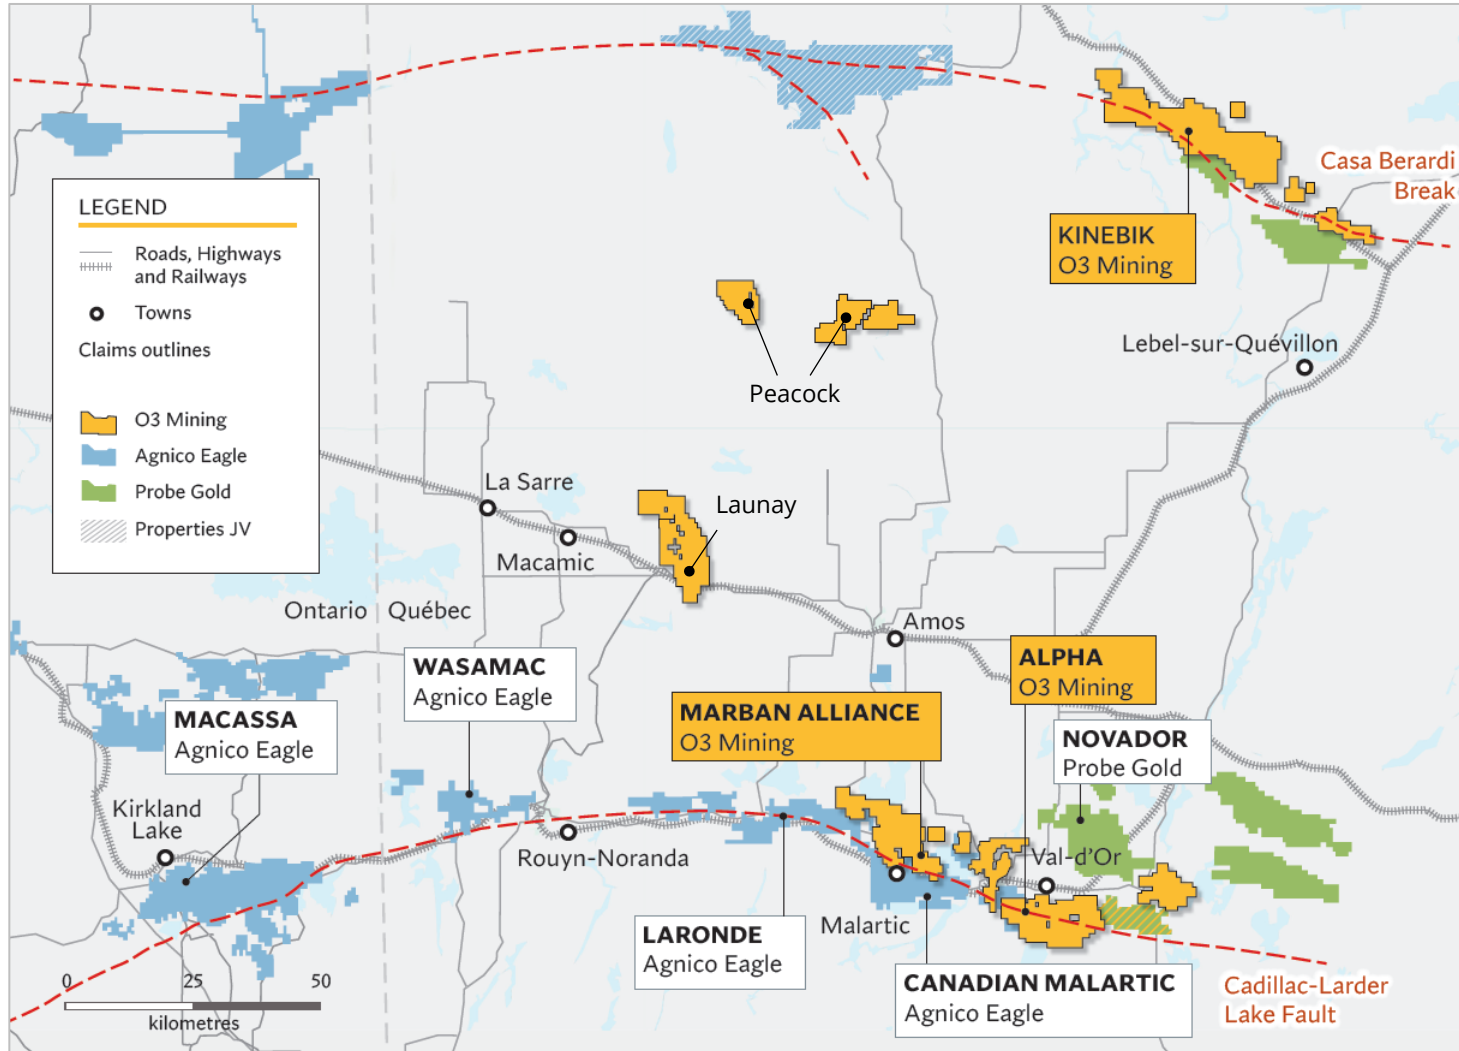 Casa Berardi
Break
LEGEND
Roads, Highways
and Railways
Towns
Claims outlines
O3 Mining
Agnico Eagle
Probe Gold
Properties JV
KINEBIK
O3 Mining
Lebel-sur-Quévillon
Peacock
La Sarre
Launay
Macamic
Ontario
Québec
Amos
WASAMAC
Agnico Eagle
ALPHA
O3 Mining
MARBAN ALLIANCE
O3 Mining
MACASSA
Agnico Eagle
NOVADOR
Probe Gold
Kirkland
Lake
Rouyn-Noranda
Val-d'Or
Malartic
LARONDE
Agnico Eagle
CANADIAN MALARTIC
Agnico Eagle
Cadillac-Larder
Lake Fault
0 25 50
kilometres